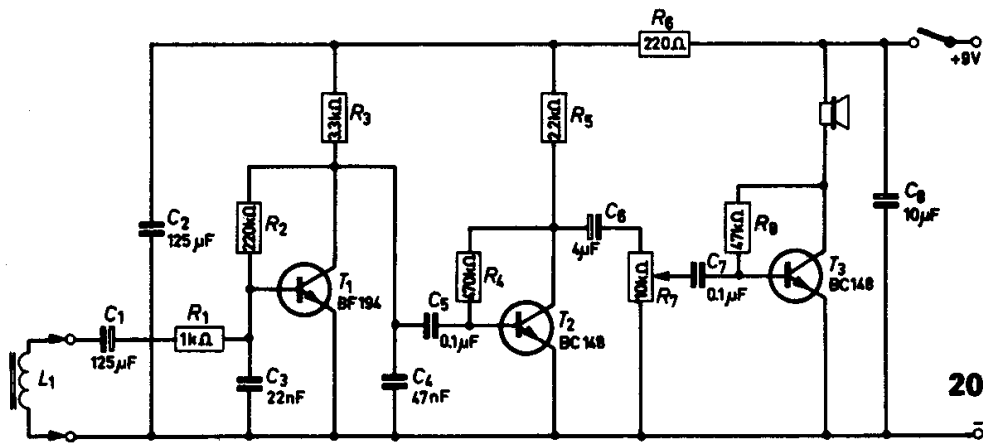 R6
220Ω
+9V
3.3kΩ
R3
2.2kΩ
R5
C2
125µF
220kΩ
R2
T1
BF194
C1
125µF
R1
1kΩ
L1
C3
22nF
C4
47nF
C5
0.1µF
470kΩ
R4
T2
BC148
C6
4µF
10kΩ
R7
C7
0.1µF
47kΩ
R8
T3
BC148
C8
10µF
20
-